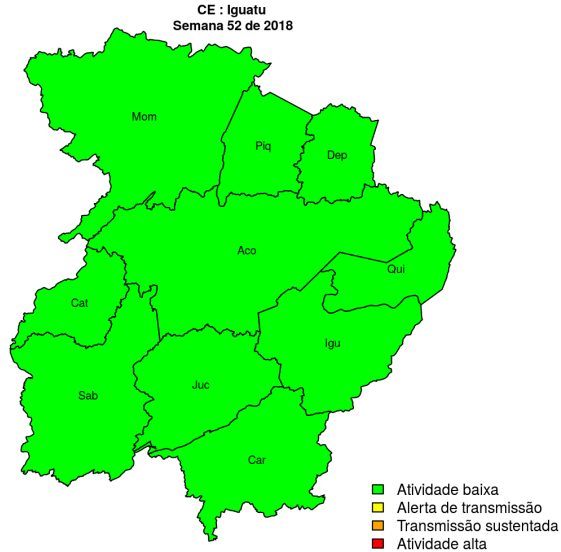 CE : Iguatu
Semana 52 de 2018
Mom
Piq
Dep
Aco
Qui
Cat
Igu
Juc
Sab
Car
Atividade baixa
Alerta de transmissão
Transmissão sustentada
Atividade alta